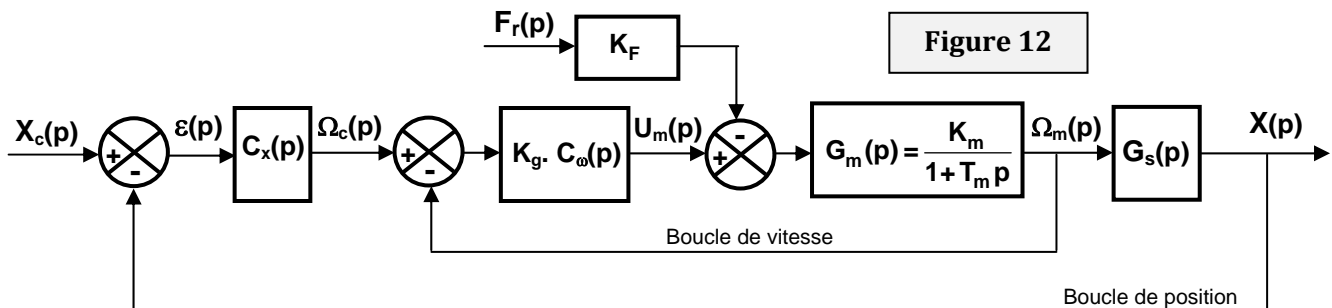 Fr(p)
KF
Figure 12
Xc(p)
+
-
ε(p)
Cx(p)
Ωc(p)
+
-
Kg. Cω(p)
Um(p)
-
+
Gm(p) = Km / (1 + Tm p)
Ωm(p)
Gs(p)
X(p)
Boucle de vitesse
Boucle de position